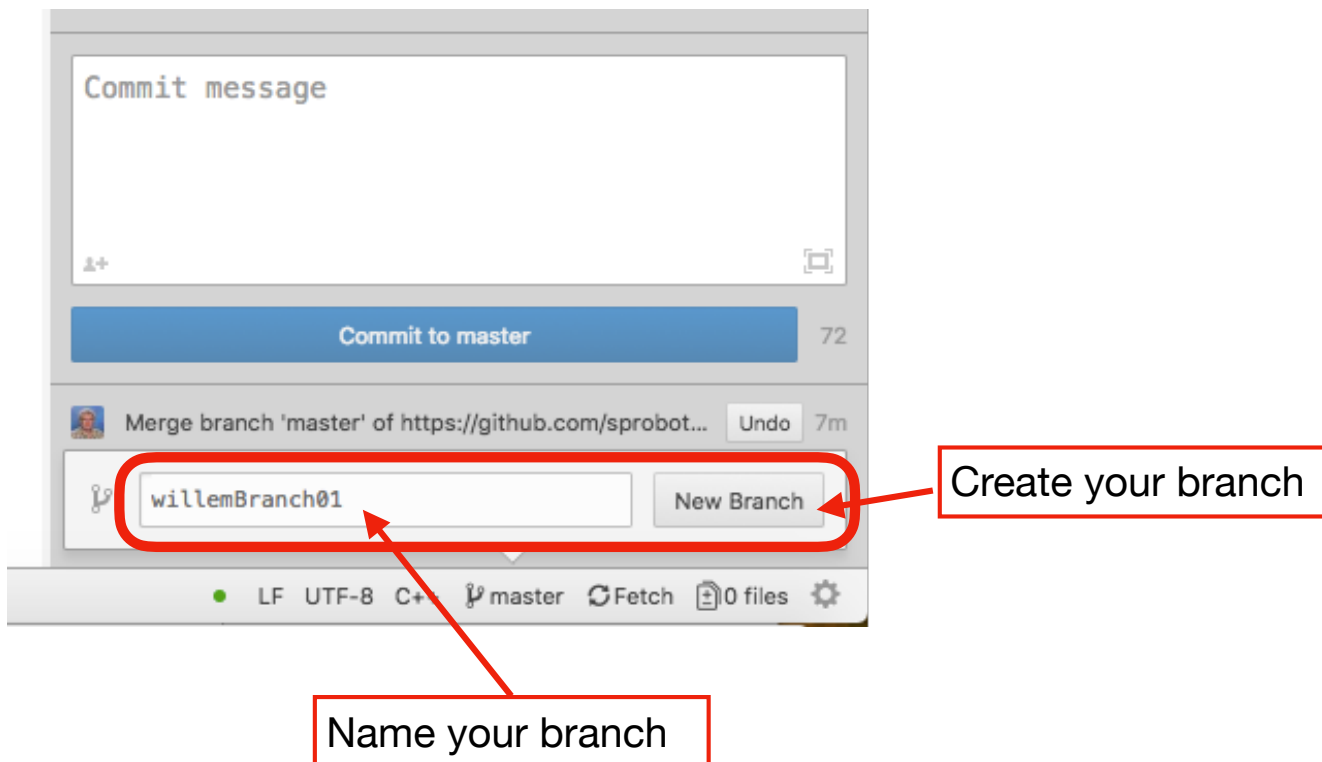 Commit message
Commit to master 72
Merge branch 'master' of https://github.com/sprobot... Undo 7m
willemBranch01 New Branch
Create your branch
LF UTF-8 C++ master Fetch 0 files
Name your branch